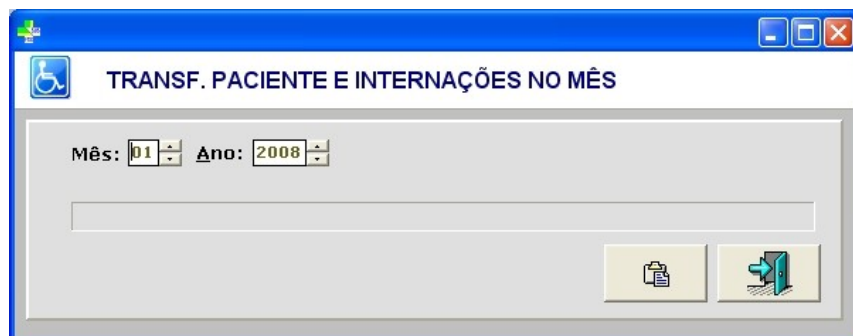 TRANSF. PACIENTE E INTERNAÇÕES NO MÊS
Mês: 01 Ano: 2008